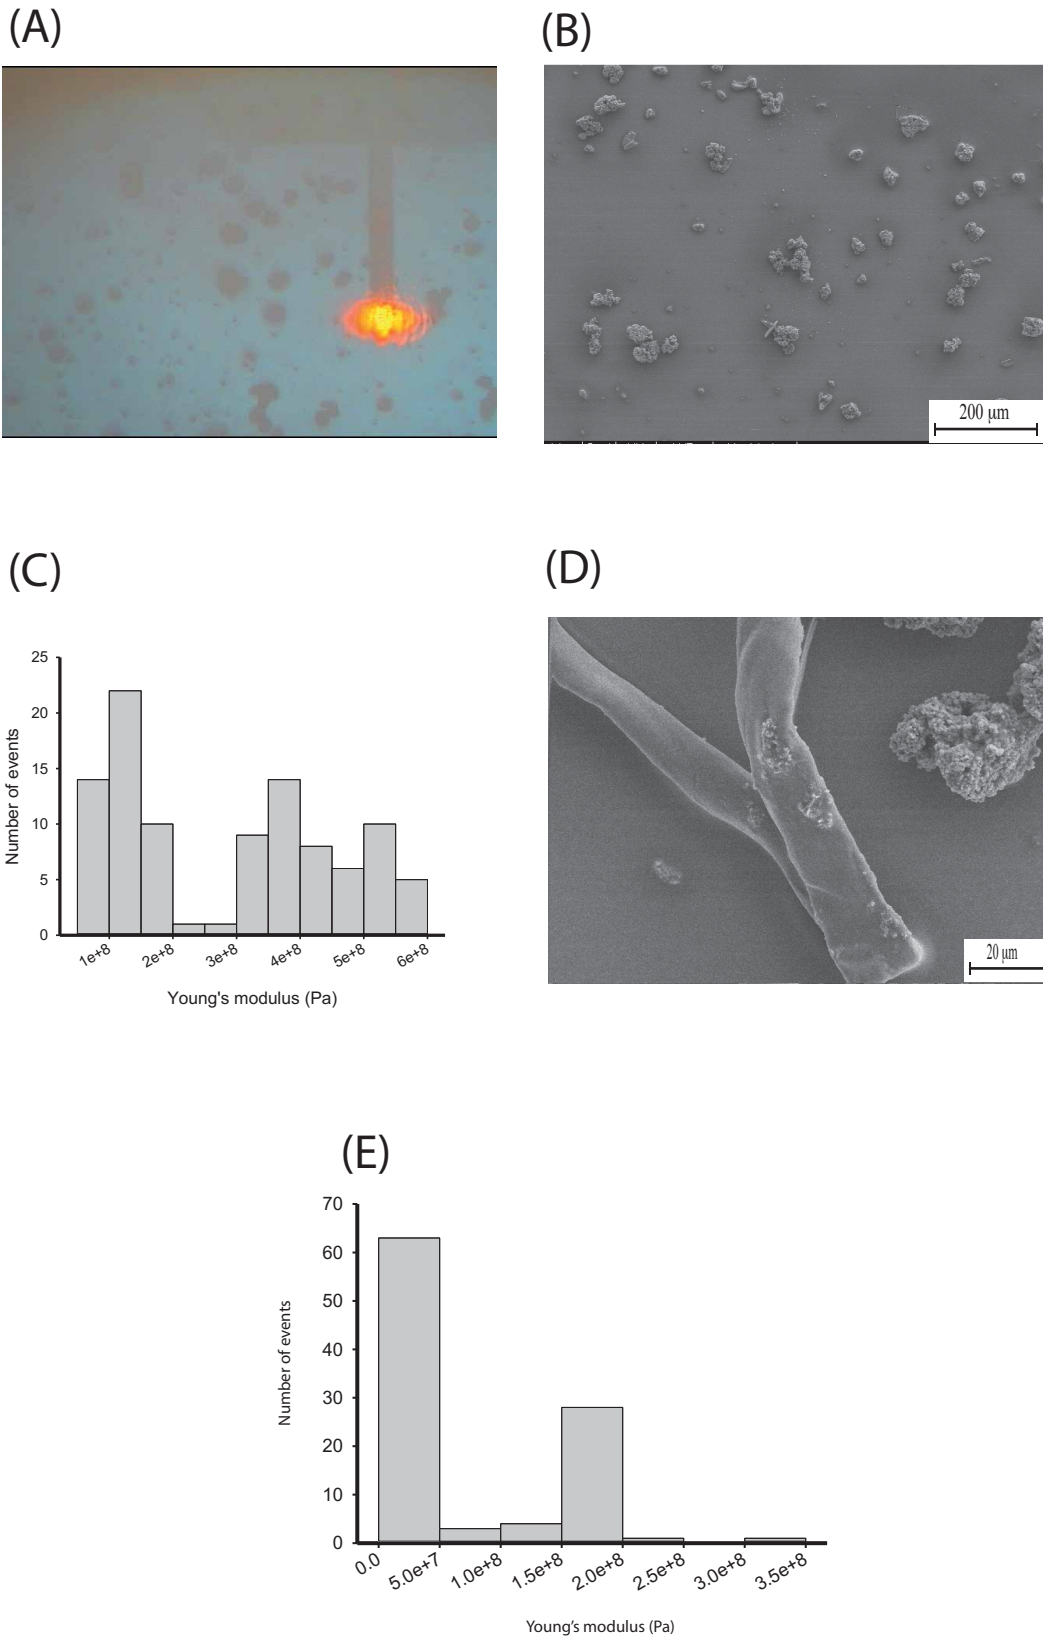 (A)
(B)
200 μm
(C)
25
20
15
10
5
0
Number of events
1e+8
2e+8
3e+8
4e+8
5e+8
6e+8
Young's modulus (Pa)
(D)
20 μm
(E)
70
60
50
40
30
20
10
0
Number of events
0.0
5.0e+7
1.0e+8
1.5e+8
2.0e+8
2.5e+8
3.0e+8
3.5e+8
Young's modulus (Pa)